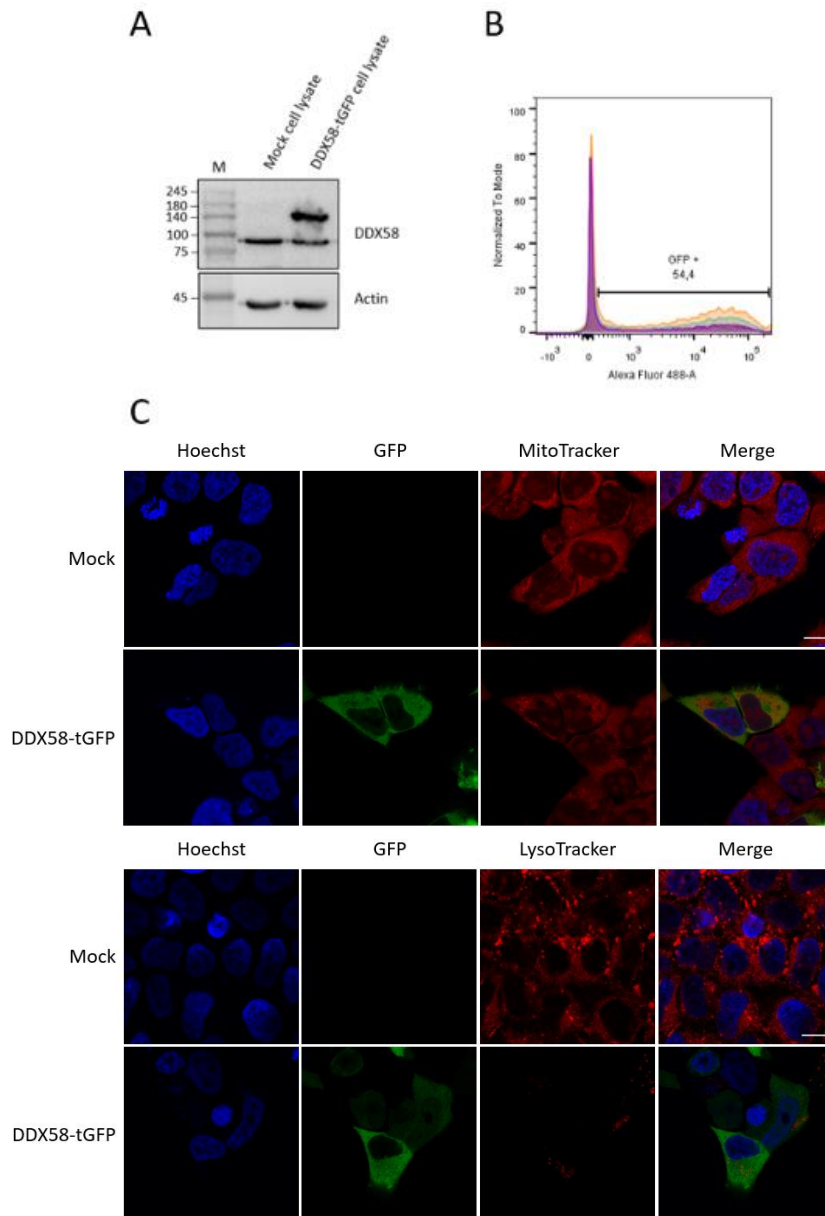 A
Mock cell lysate
DDX58-tGFP cell lysate
M
245
180
140
100
75
DDX58
45
Actin
B
100
80
60
40
20
0
Normalized To Mode
GFP +
54,4
-10³ 0 10³ 10⁴ 10⁵
Alexa Fluor 488-A
C
Hoechst GFP MitoTracker Merge
Mock
DDX58-tGFP
Hoechst GFP LysoTracker Merge
Mock
DDX58-tGFP